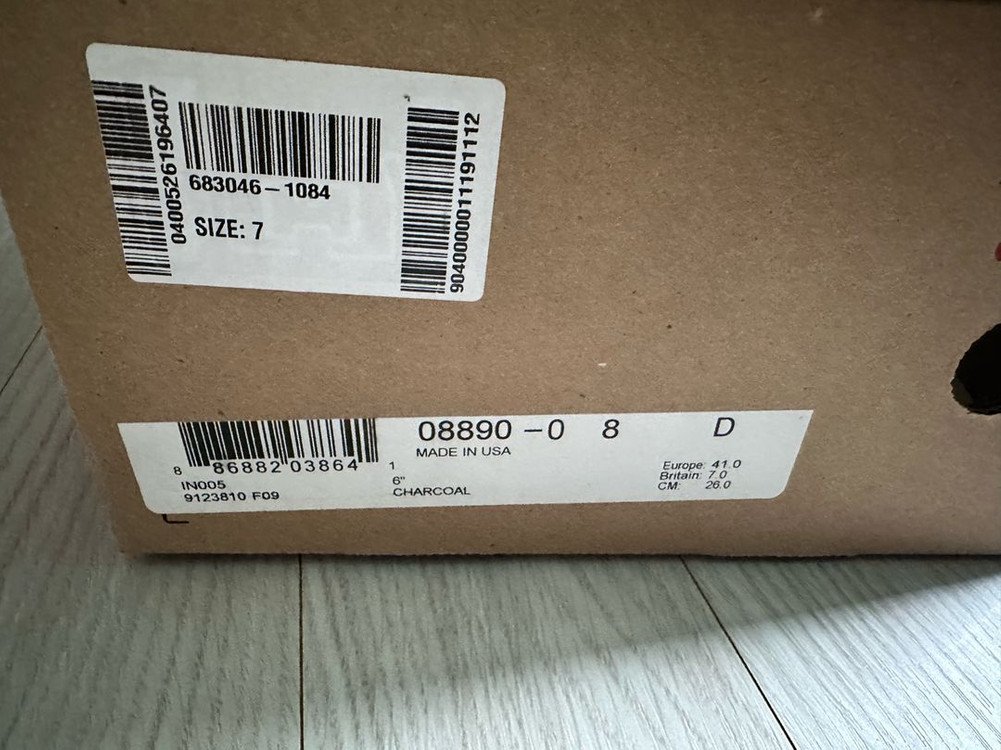 0400526196407
683046-1084
SIZE: 7
9040000011191112
08890 -0 8 D
MADE IN USA
8 86882 03864 1
IN005
9123810 F09
6"
CHARCOAL
Europe: 41.0
Britain: 7.0
CM: 26.0